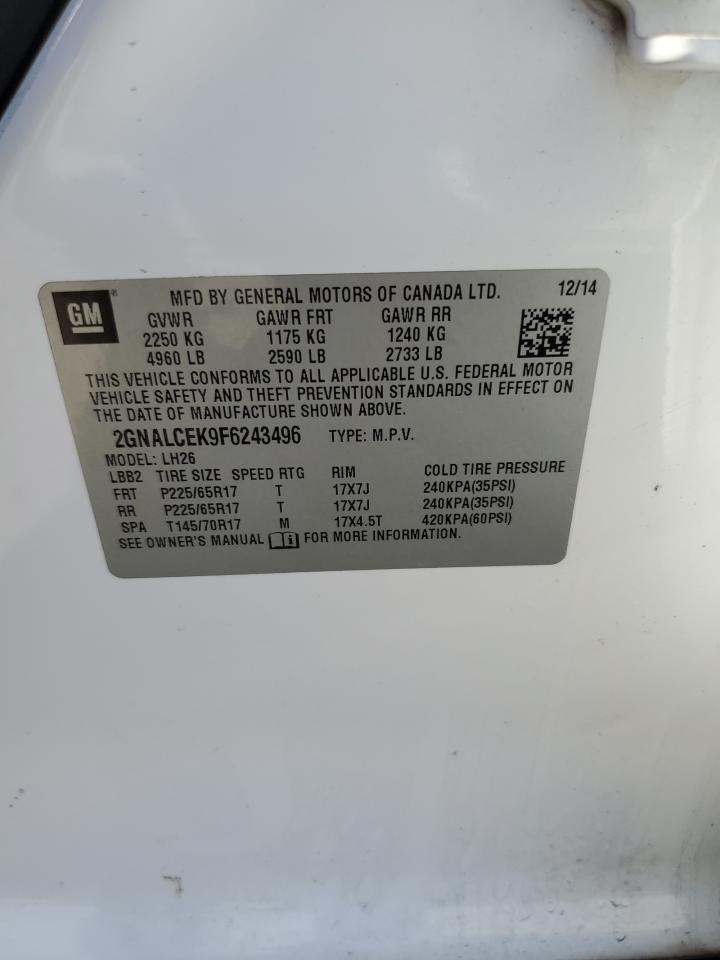 GM® MFD BY GENERAL MOTORS OF CANADA LTD. 12/14
GVWR GAWR FRT GAWR RR
2250 KG 1175 KG 1240 KG
4960 LB 2590 LB 2733 LB
THIS VEHICLE CONFORMS TO ALL APPLICABLE U.S. FEDERAL MOTOR
VEHICLE SAFETY AND THEFT PREVENTION STANDARDS IN EFFECT ON
THE DATE OF MANUFACTURE SHOWN ABOVE.
2GNALCEK9F6243496 TYPE: M.P.V.
MODEL: LH26
LBB2 TIRE SIZE SPEED RTG RIM COLD TIRE PRESSURE
FRT P225/65R17 T 17X7J 240KPA(35PSI)
RR P225/65R17 T 17X7J 240KPA(35PSI)
SPA T145/70R17 M 17X4.5T 420KPA(60PSI)
SEE OWNER'S MANUAL i FOR MORE INFORMATION.